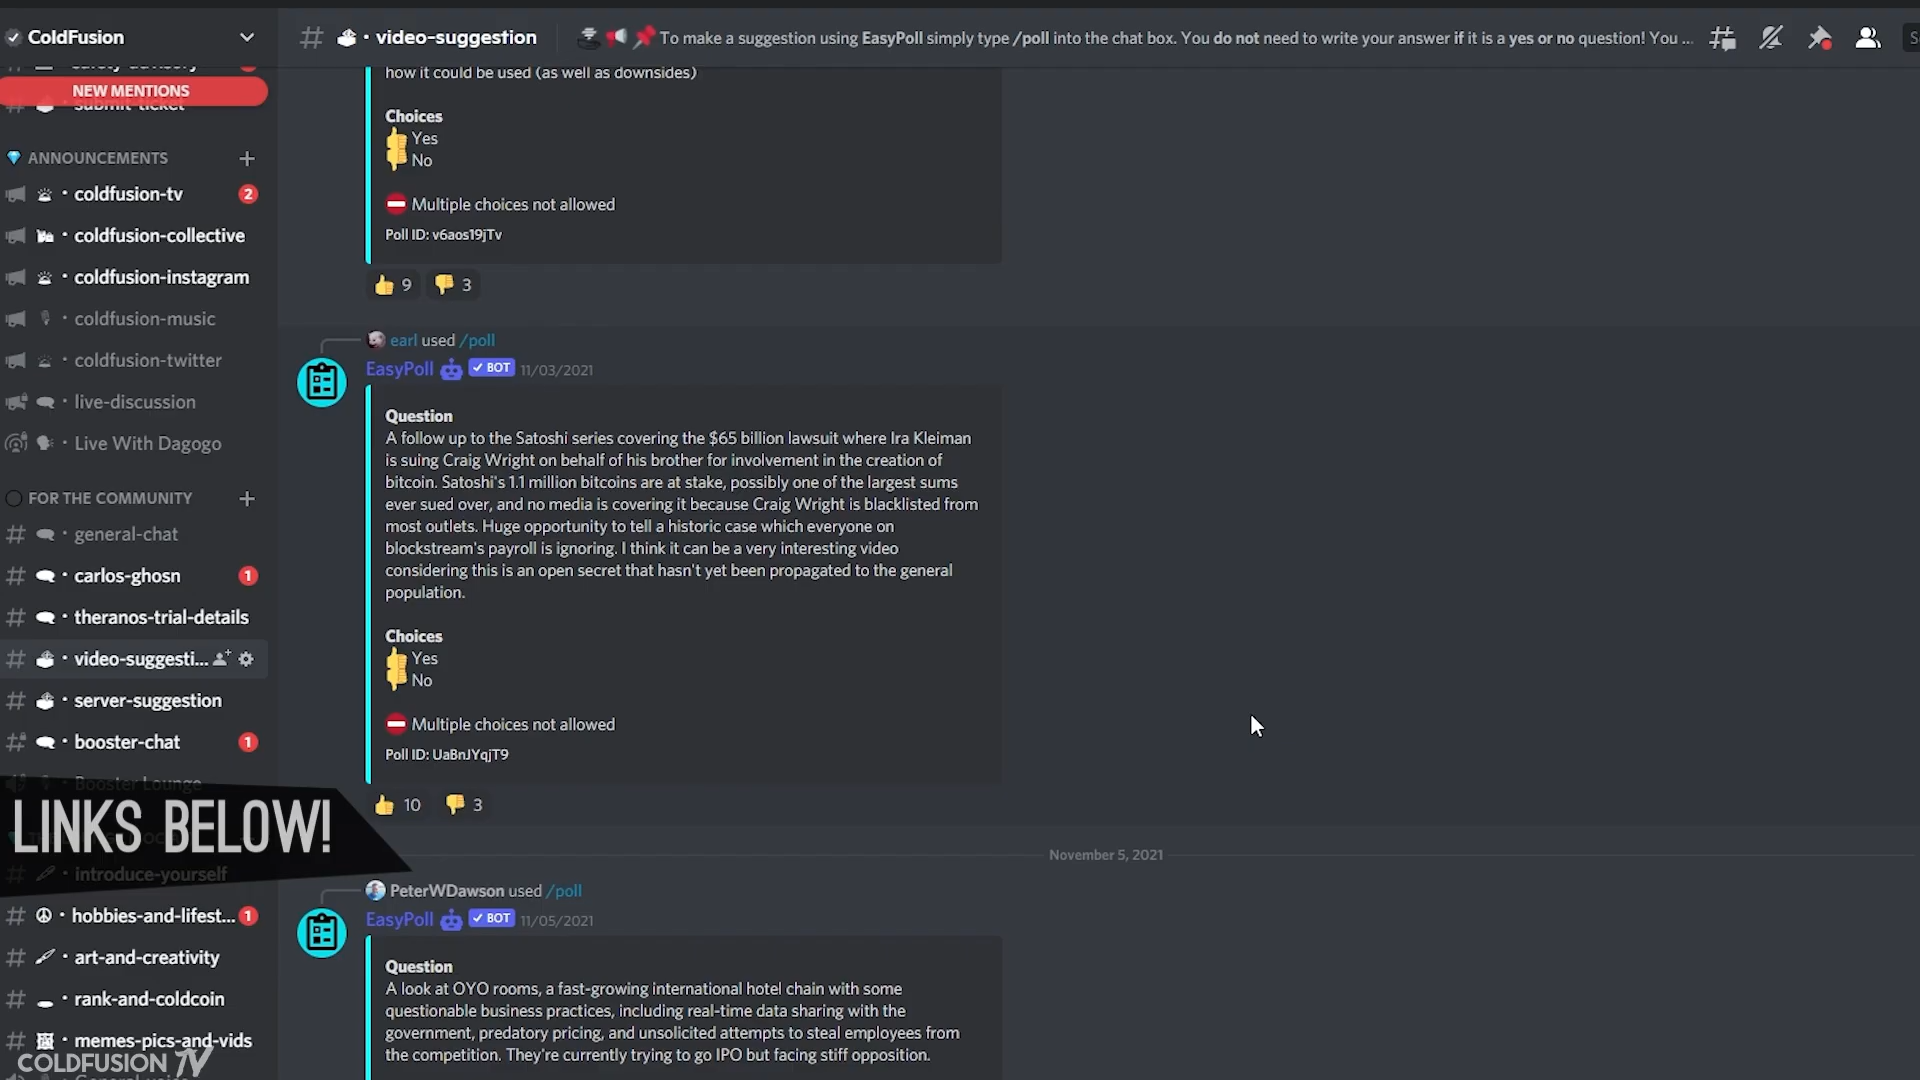 ColdFusion
safety-advisory
NEW MENTIONS
submit-ticket
ANNOUNCEMENTS
coldfusion-tv 2
coldfusion-collective
coldfusion-instagram
coldfusion-music
coldfusion-twitter
live-discussion
Live With Dagogo
FOR THE COMMUNITY
general-chat
carlos-ghosn 1
theranos-trial-details
video-suggesti...
server-suggestion
booster-chat 1
Booster Lounge
LINKS BELOW!
introduce-yourself
hobbies-and-lifest... 1
art-and-creativity
rank-and-coldcoin
memes-pics-and-vids
COLDFUSION TV
video-suggestion
To make a suggestion using EasyPoll simply type /poll into the chat box. You do not need to write your answer if it is a yes or no question! You ...
how it could be used (as well as downsides)
Choices
Yes
No
Multiple choices not allowed
Poll ID: v6aos19jTv
9 3
earl used /poll
EasyPoll BOT 11/03/2021
Question
A follow up to the Satoshi series covering the $65 billion lawsuit where Ira Kleiman
is suing Craig Wright on behalf of his brother for involvement in the creation of
bitcoin. Satoshi's 1.1 million bitcoins are at stake, possibly one of the largest sums
ever sued over, and no media is covering it because Craig Wright is blacklisted from
most outlets. Huge opportunity to tell a historic case which everyone on
blockstream's payroll is ignoring. I think it can be a very interesting video
considering this is an open secret that hasn't yet been propagated to the general
population.
Choices
Yes
No
Multiple choices not allowed
Poll ID: UaBnJYqjT9
10 3
November 5, 2021
PeterWDawson used /poll
EasyPoll BOT 11/05/2021
Question
A look at OYO rooms, a fast-growing international hotel chain with some
questionable business practices, including real-time data sharing with the
government, predatory pricing, and unsolicited attempts to steal employees from
the competition. They're currently trying to go IPO but facing stiff opposition.